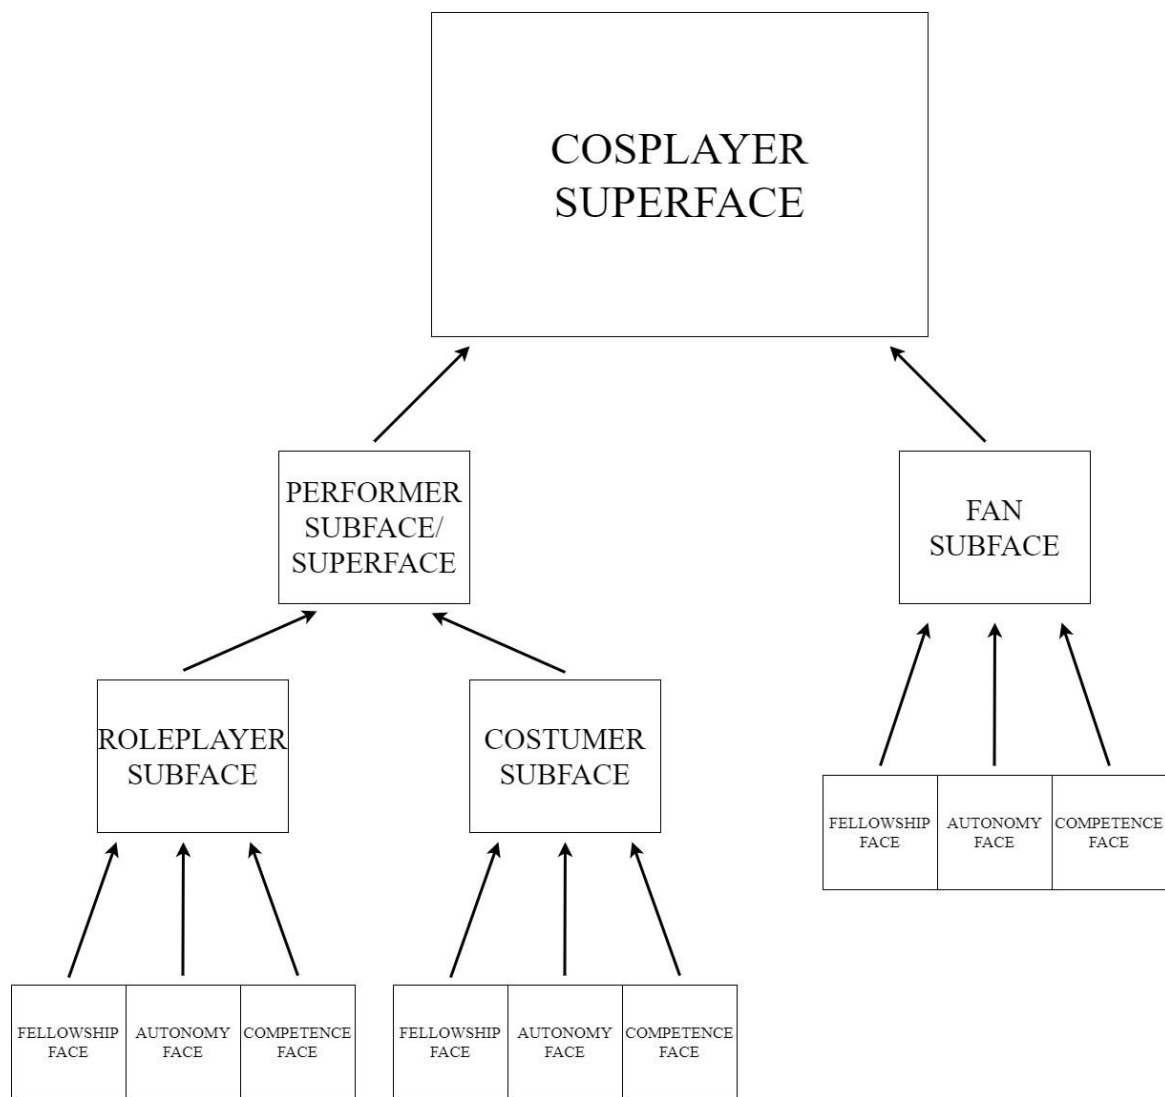 COSPLAYER
SUPERFACE
PERFORMER
SUBFACE/
SUPERFACE
FAN
SUBFACE
ROLEPLAYER
SUBFACE
COSTUMER
SUBFACE
FELLOWSHIP
FACE
AUTONOMY
FACE
COMPETENCE
FACE
FELLOWSHIP
FACE
AUTONOMY
FACE
COMPETENCE
FACE
FELLOWSHIP
FACE
AUTONOMY
FACE
COMPETENCE
FACE